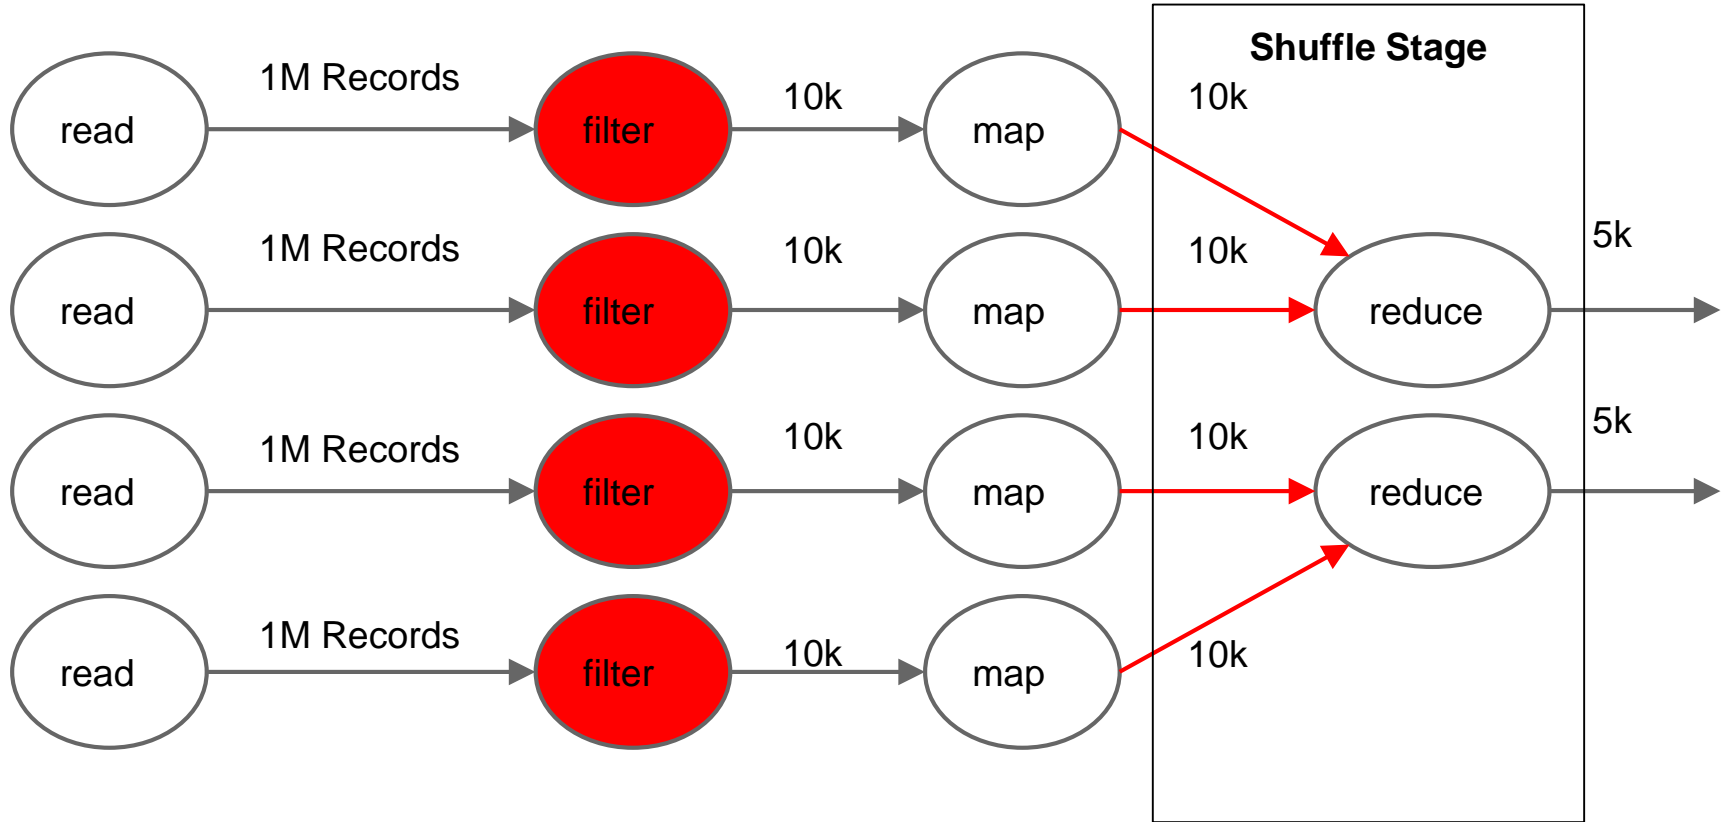 Shuffle Stage
1M Records
10k
10k
read
filter
map
1M Records
10k
10k
5k
read
filter
map
reduce
1M Records
10k
10k
5k
read
filter
map
reduce
1M Records
10k
10k
read
filter
map